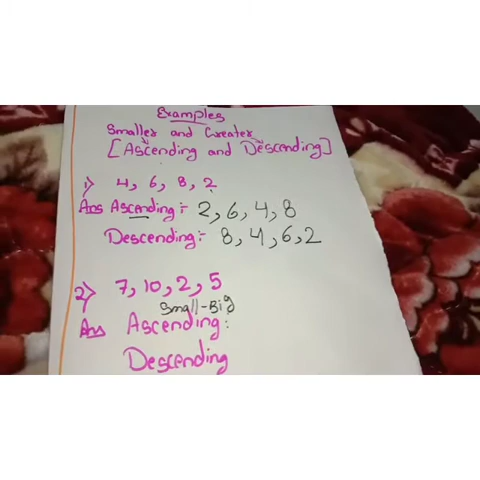 Examples
Smaller and Greater
[Ascending and Descending]
1) 4, 6, 8, 2
Ans Ascending:- 2, 6, 4, 8
Descending:- 8, 4, 6, 2
2) 7, 10, 2, 5
Small-Big
Ans Ascending:
Descending